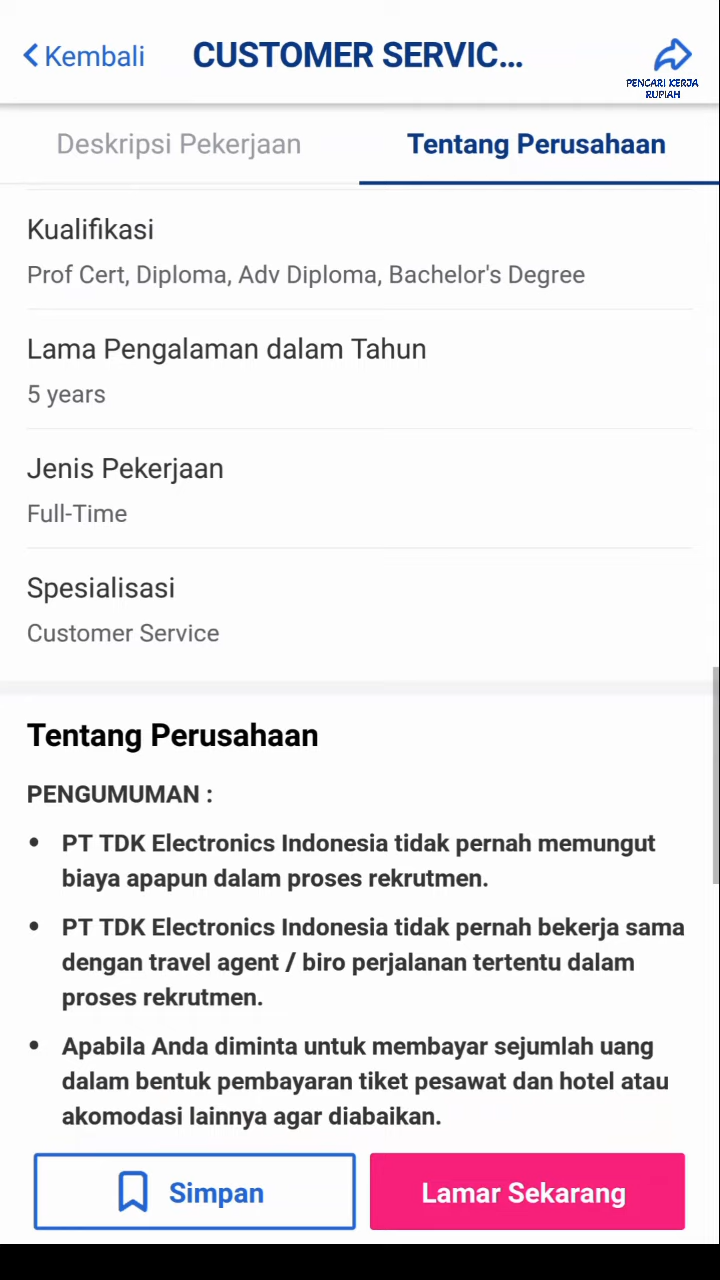 Kembali
CUSTOMER SERVIC...
PENCARI KERJA
RUPIAH
Deskripsi Pekerjaan
Tentang Perusahaan
Kualifikasi
Prof Cert, Diploma, Adv Diploma, Bachelor's Degree
Lama Pengalaman dalam Tahun
5 years
Jenis Pekerjaan
Full-Time
Spesialisasi
Customer Service
Tentang Perusahaan
PENGUMUMAN :
• PT TDK Electronics Indonesia tidak pernah memungut
biaya apapun dalam proses rekrutmen.
• PT TDK Electronics Indonesia tidak pernah bekerja sama
dengan travel agent / biro perjalanan tertentu dalam
proses rekrutmen.
• Apabila Anda diminta untuk membayar sejumlah uang
dalam bentuk pembayaran tiket pesawat dan hotel atau
akomodasi lainnya agar diabaikan.
Simpan
Lamar Sekarang